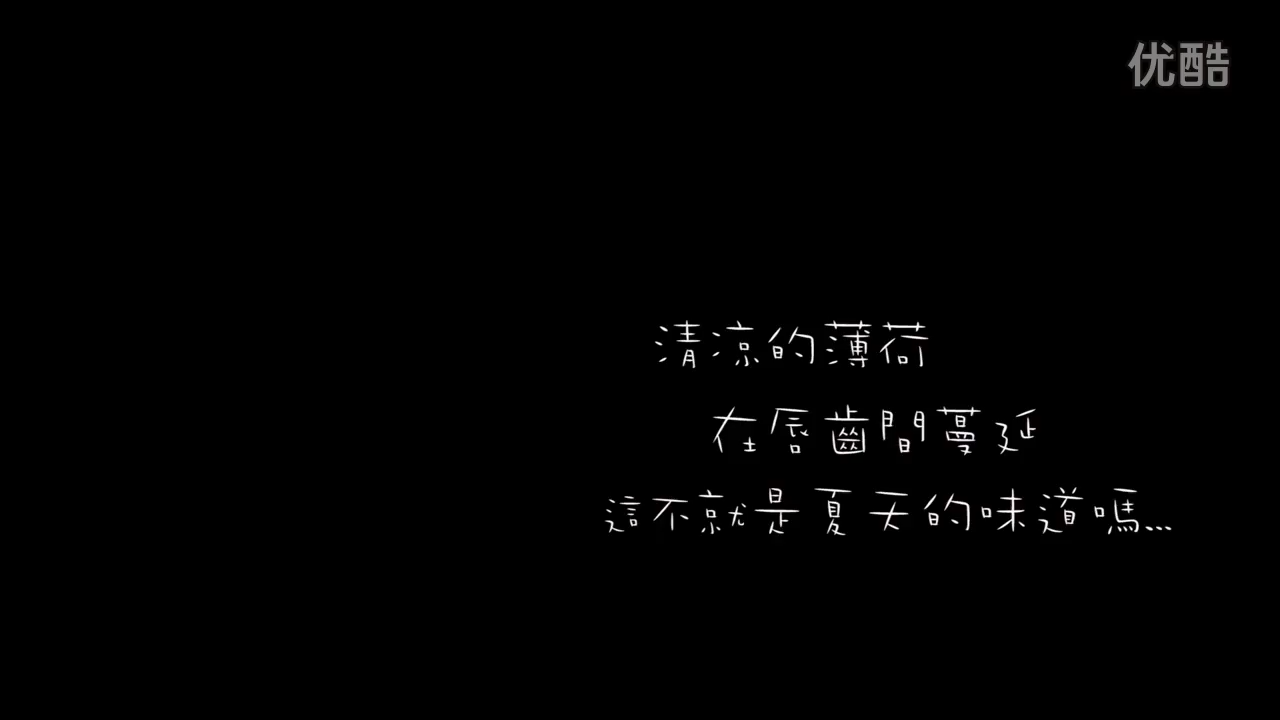 优酷
清涼的薄荷
在唇齒間蔓延
這不就是夏天的味道嗎...